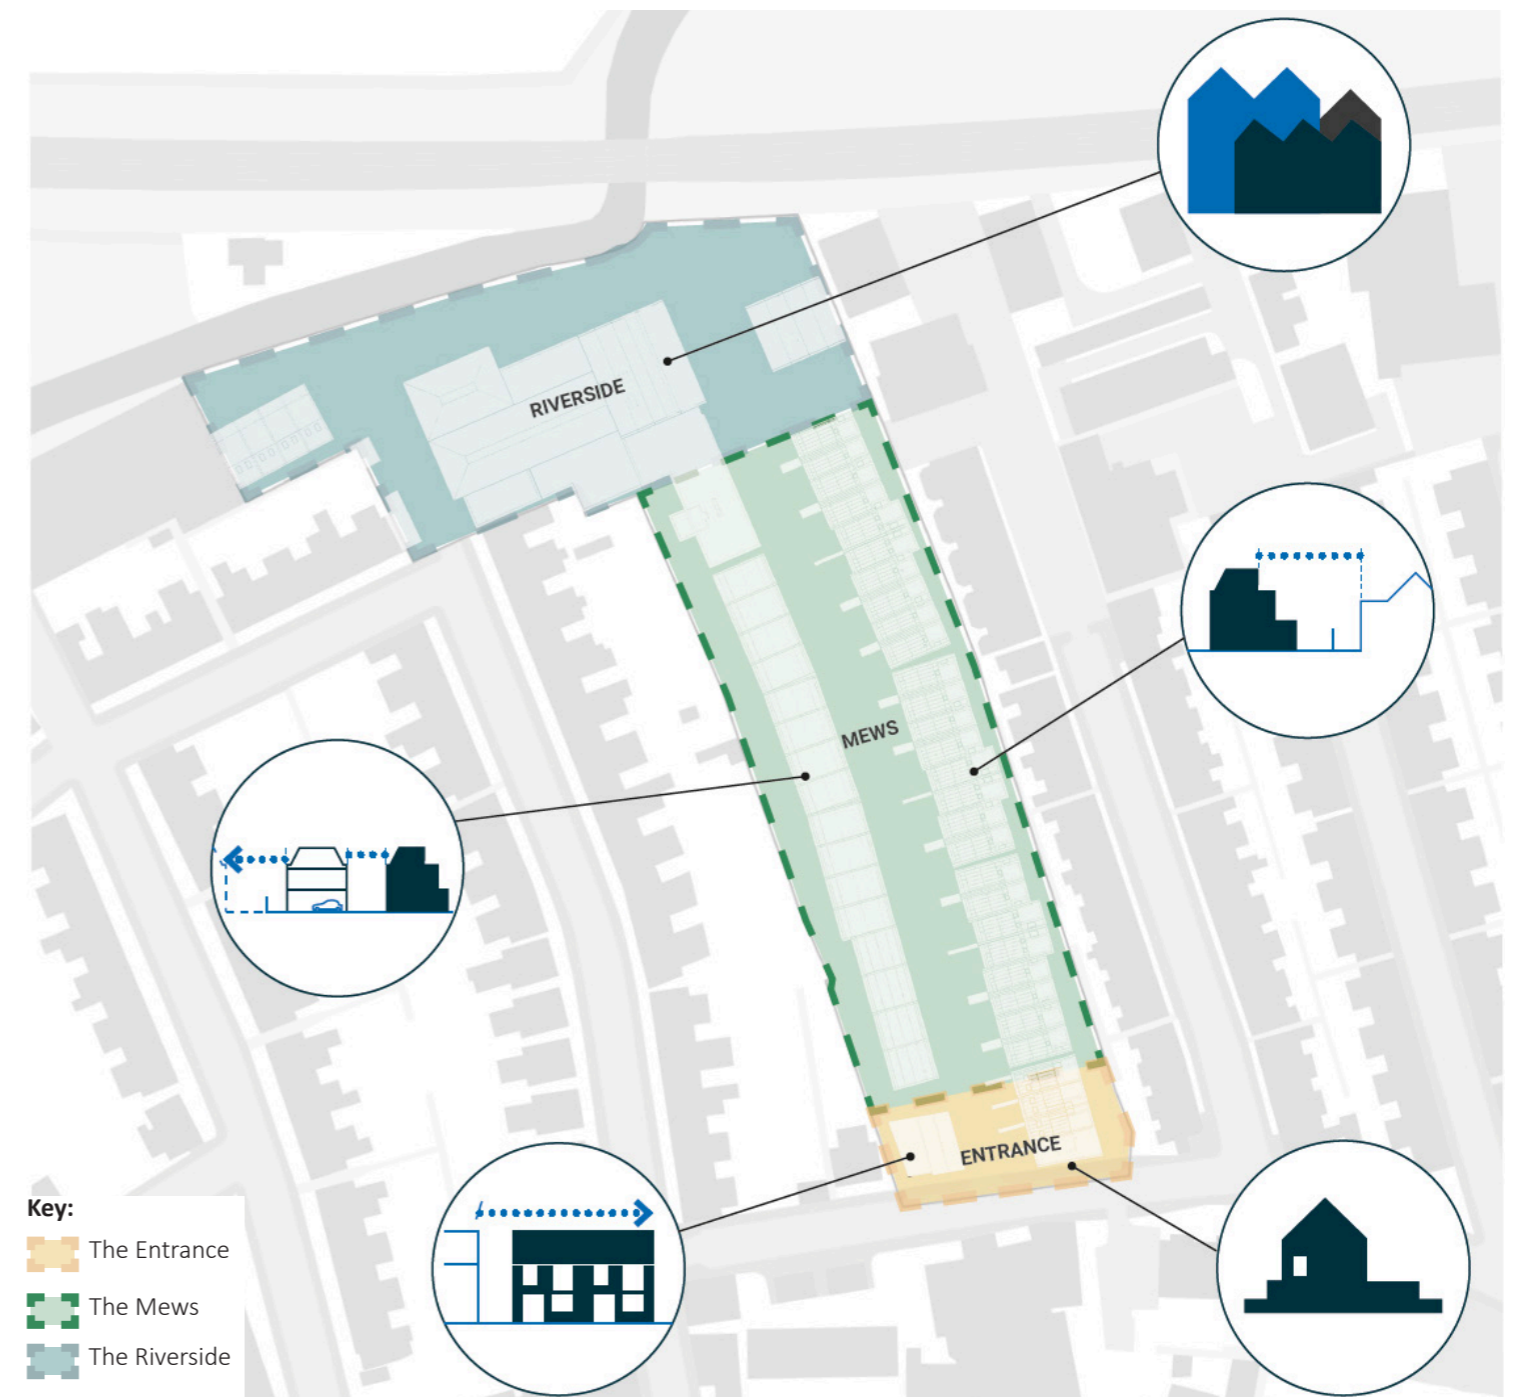 RIVERSIDE
MEWS
ENTRANCE
Key:
The Entrance
The Mews
The Riverside